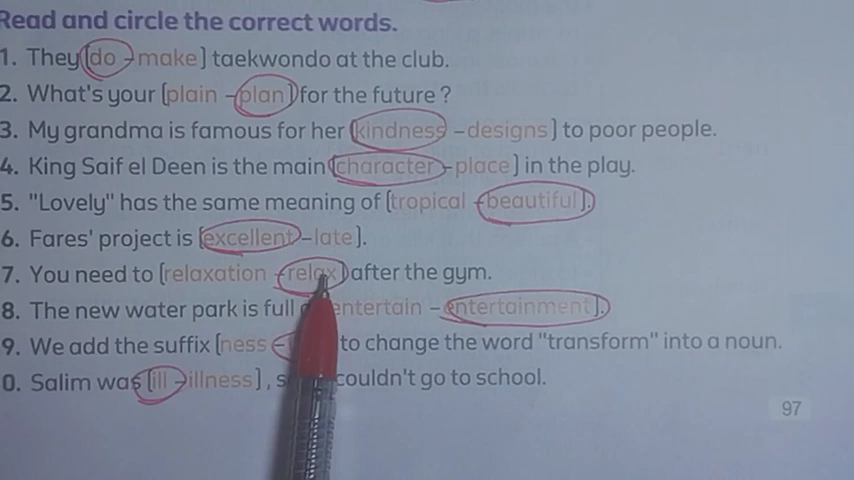 Read and circle the correct words.
1. They [do - make] taekwondo at the club.
2. What's your [plain - plan] for the future ?
3. My grandma is famous for her [kindness - designs] to poor people.
4. King Saif el Deen is the main [character - place] in the play.
5. "Lovely" has the same meaning of [tropical - beautiful].
6. Fares' project is [excellent - late].
7. You need to [relaxation - relax] after the gym.
8. The new water park is full entertain - entertainment].
9. We add the suffix [ness - to change the word "transform" into a noun.
0. Salim was [ill - illness] , couldn't go to school.
97